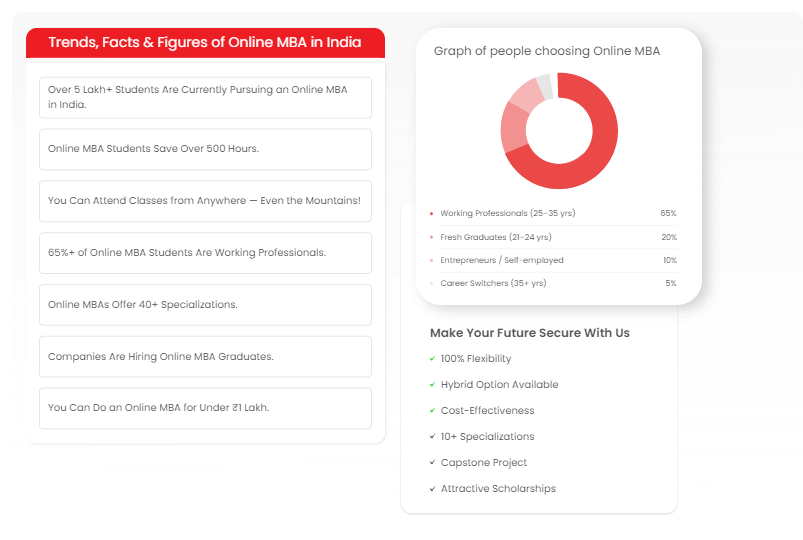 Trends, Facts & Figures of Online MBA in India
Over 5 Lakh+ Students Are Currently Pursuing an Online MBA
in India.
Online MBA Students Save Over 500 Hours.
You Can Attend Classes from Anywhere — Even the Mountains!
65%+ of Online MBA Students Are Working Professionals.
Online MBAs Offer 40+ Specializations.
Companies Are Hiring Online MBA Graduates.
You Can Do an Online MBA for Under ₹1 Lakh.
Graph of people choosing Online MBA
Working Professionals (25–35 yrs) 65%
Fresh Graduates (21–24 yrs) 20%
Entrepreneurs / Self-employed 10%
Career Switchers (35+ yrs) 5%
Make Your Future Secure With Us
100% Flexibility
Hybrid Option Available
Cost-Effectiveness
10+ Specializations
Capstone Project
Attractive Scholarships